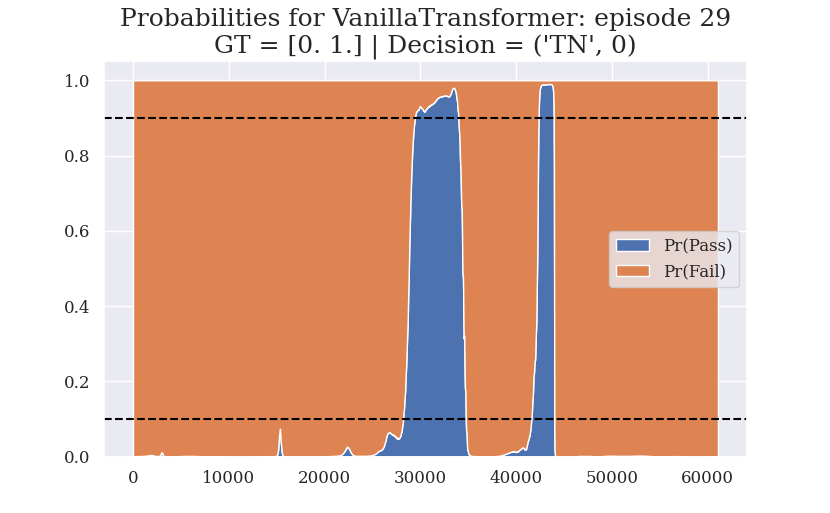 Probabilities for VanillaTransformer: episode 29
GT = [0. 1.] | Decision = ('TN', 0)
1.0
0.8
0.6
0.4
0.2
0.0
Pr(Pass)
Pr(Fail)
0 10000 20000 30000 40000 50000 60000